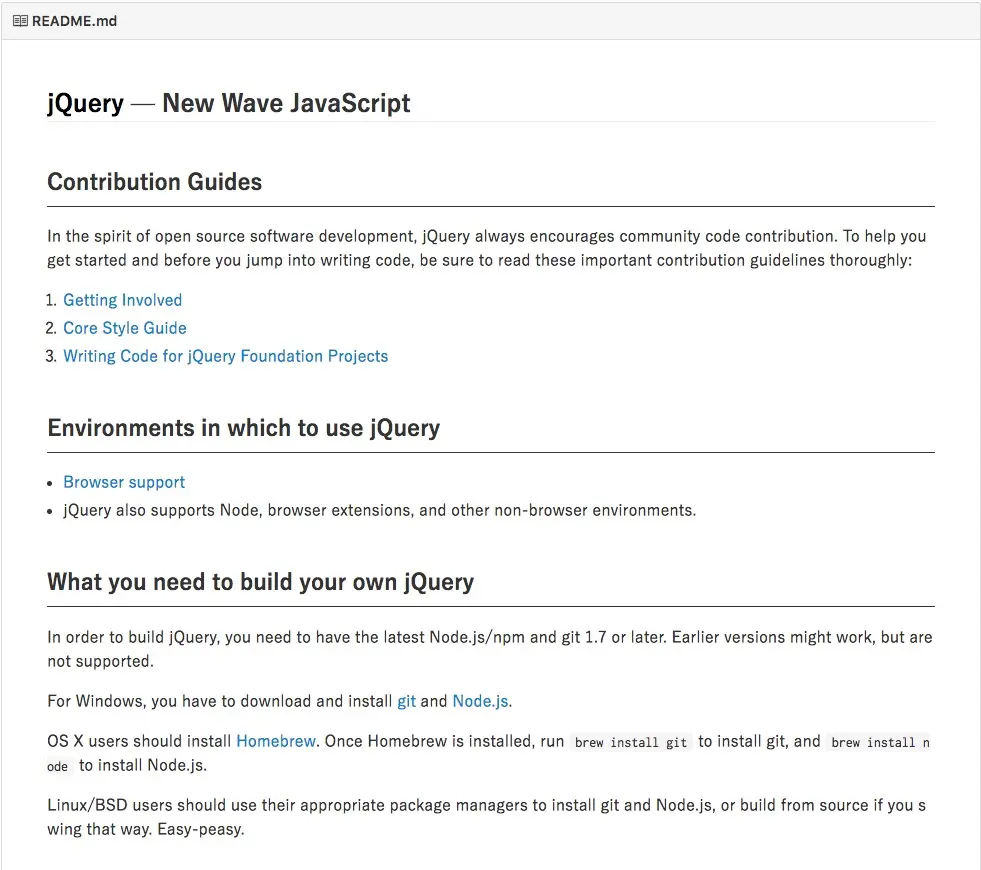 README.md
jQuery — New Wave JavaScript
Contribution Guides
In the spirit of open source software development, jQuery always encourages community code contribution. To help you
get started and before you jump into writing code, be sure to read these important contribution guidelines thoroughly:
1. Getting Involved
2. Core Style Guide
3. Writing Code for jQuery Foundation Projects
Environments in which to use jQuery
• Browser support
• jQuery also supports Node, browser extensions, and other non-browser environments.
What you need to build your own jQuery
In order to build jQuery, you need to have the latest Node.js/npm and git 1.7 or later. Earlier versions might work, but are
not supported.
For Windows, you have to download and install git and Node.js.
OS X users should install Homebrew. Once Homebrew is installed, run brew install git to install git, and brew install n
ode to install Node.js.
Linux/BSD users should use their appropriate package managers to install git and Node.js, or build from source if you s
wing that way. Easy-peasy.